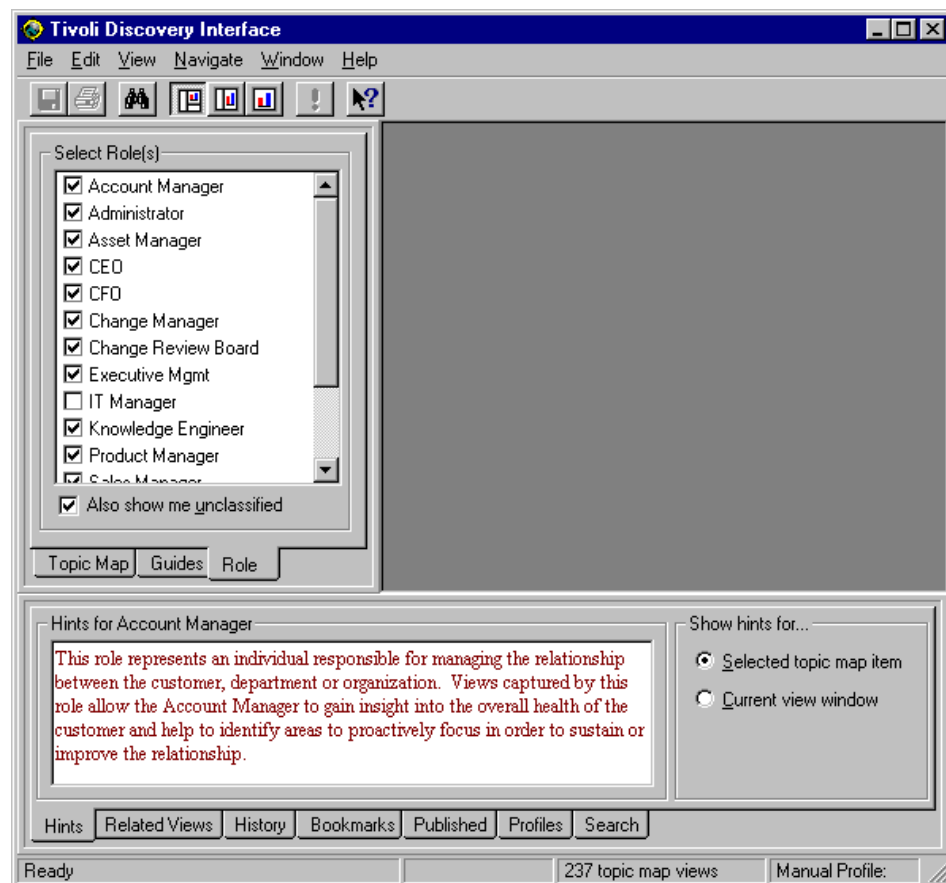 Tivoli Discovery Interface
File Edit View Navigate Window Help
Select Role(s)
Account Manager
Administrator
Asset Manager
CEO
CFO
Change Manager
Change Review Board
Executive Mgmt
IT Manager
Knowledge Engineer
Product Manager
Sales Manager
Also show me unclassified
Topic Map Guides Role
Hints for Account Manager
This role represents an individual responsible for managing the relationship
between the customer, department or organization. Views captured by this
role allow the Account Manager to gain insight into the overall health of the
customer and help to identify areas to proactively focus in order to sustain or
improve the relationship.
Show hints for...
Selected topic map item
Current view window
Hints Related Views History Bookmarks Published Profiles Search
Ready 237 topic map views Manual Profile: